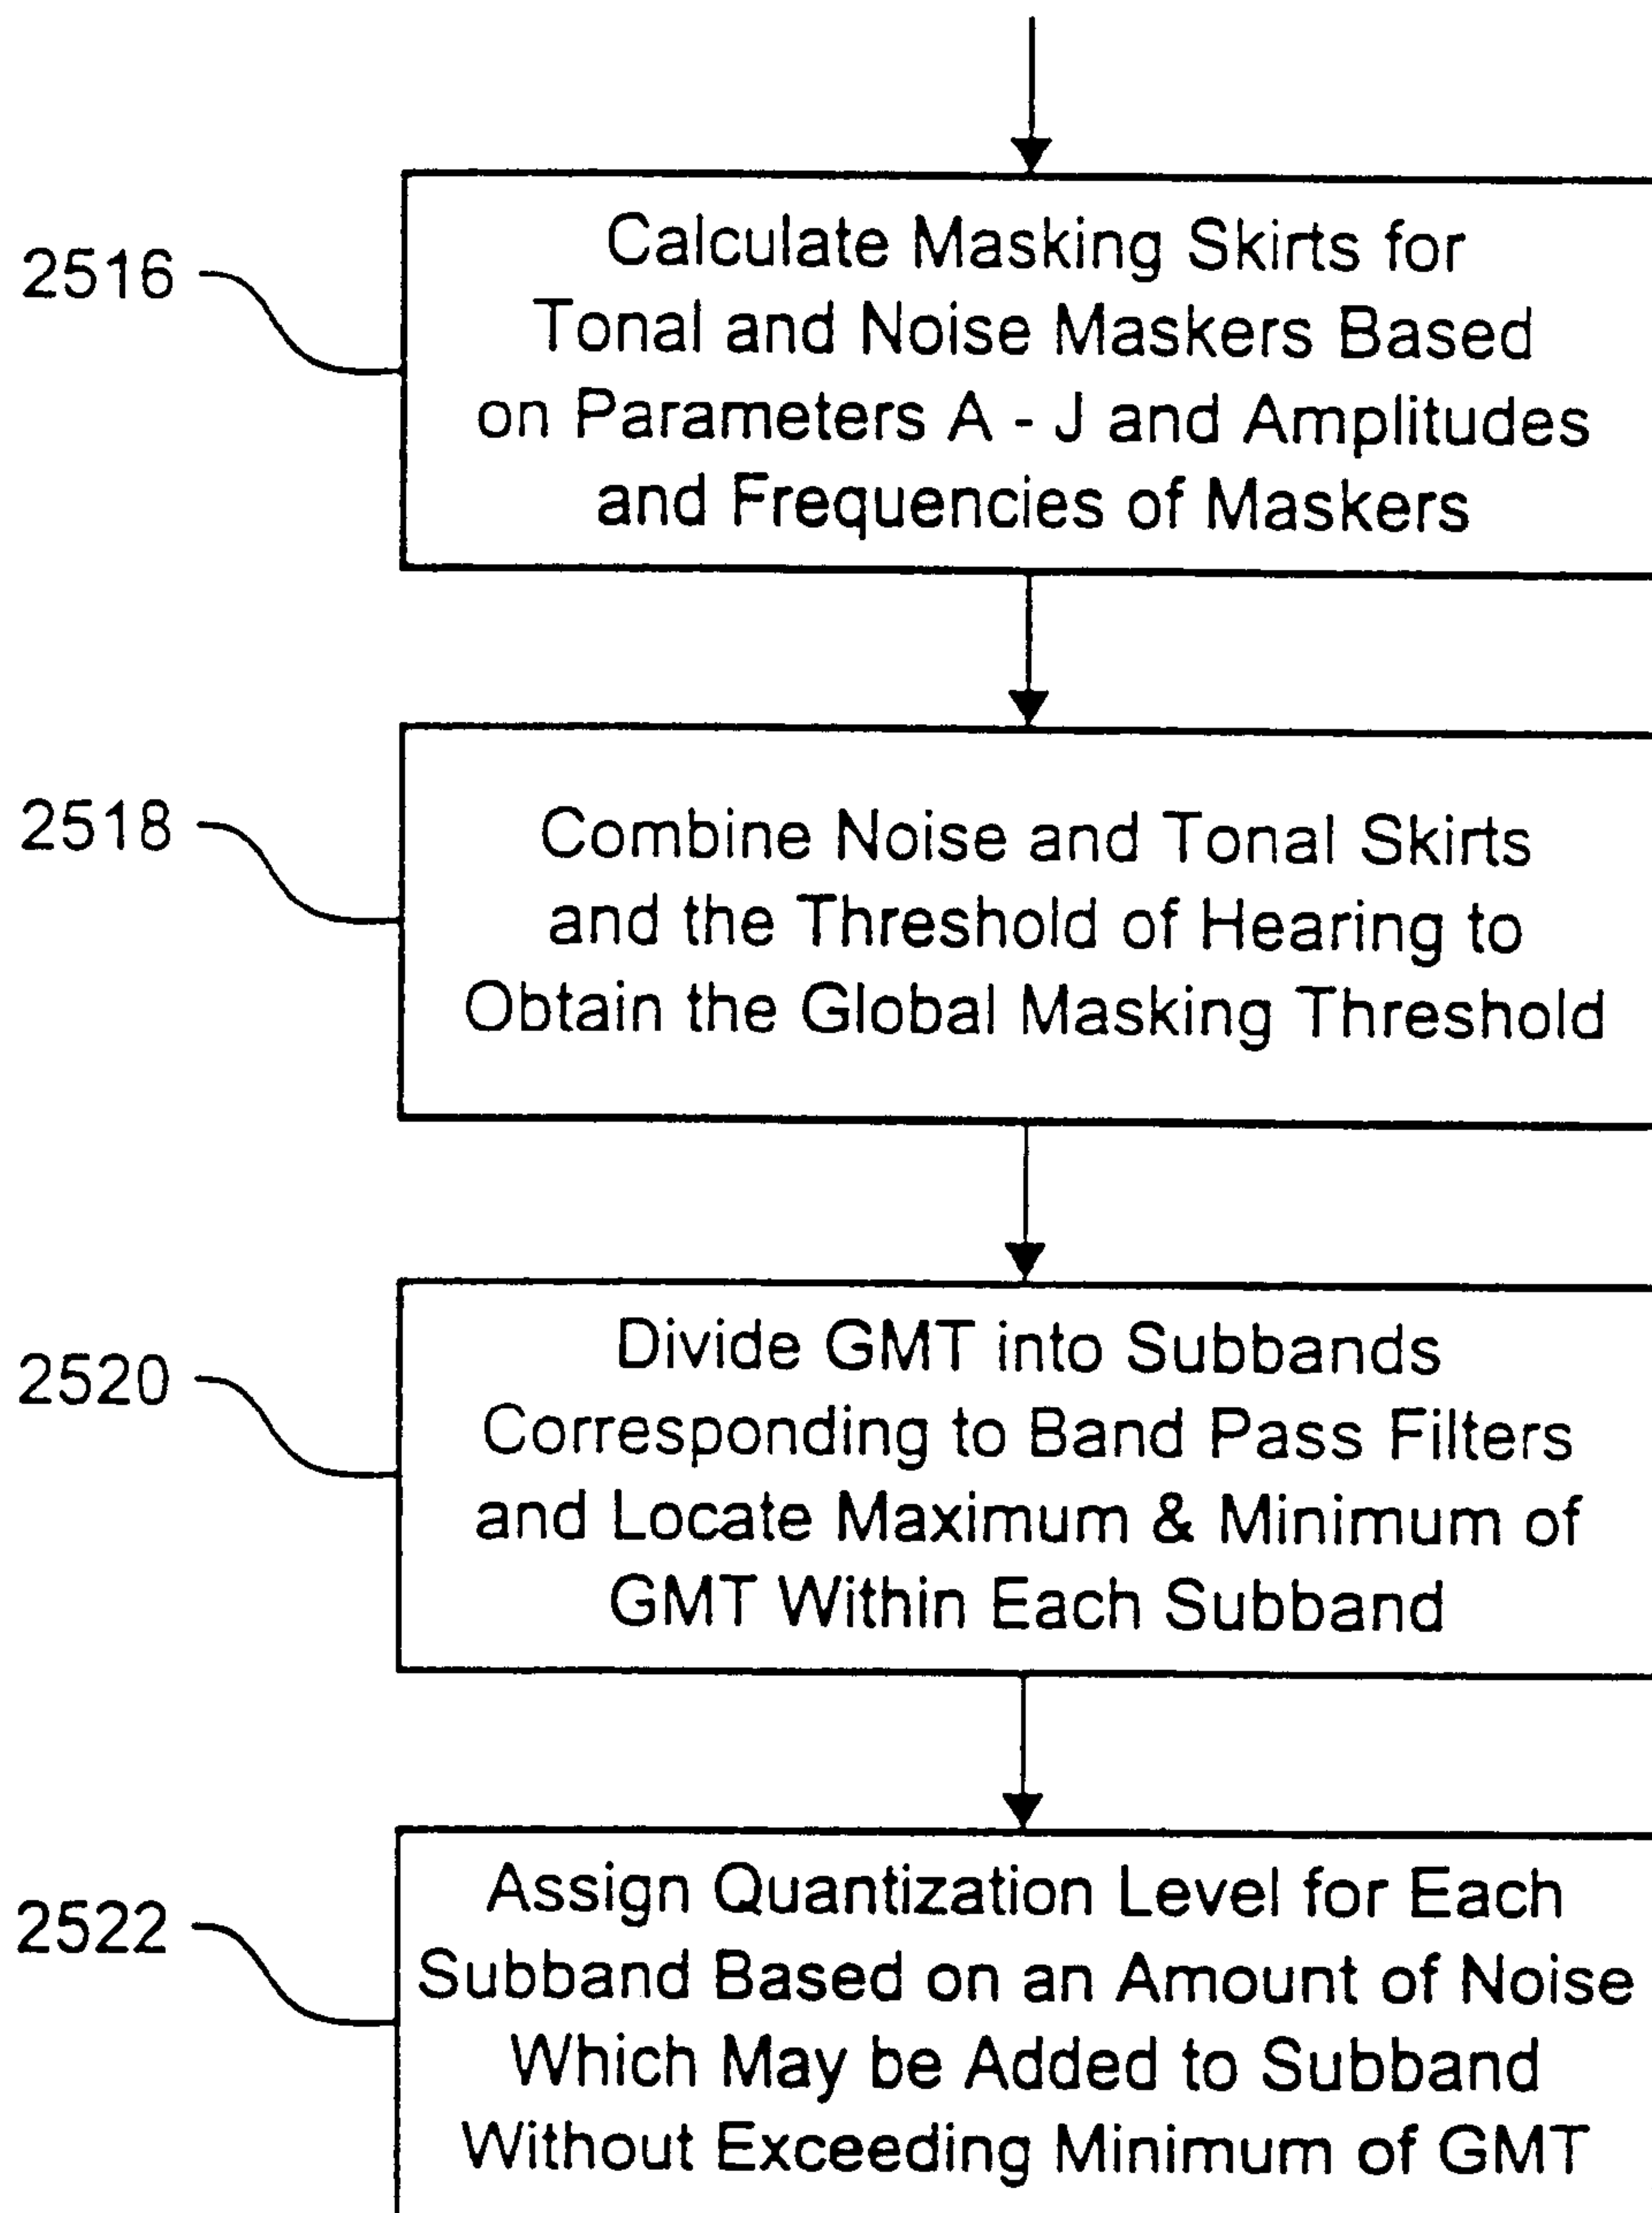 2516
Calculate Masking Skirts for
Tonal and Noise Maskers Based
on Parameters A - J and Amplitudes
and Frequencies of Maskers
2518
Combine Noise and Tonal Skirts
and the Threshold of Hearing to
Obtain the Global Masking Threshold
2520
Divide GMT into Subbands
Corresponding to Band Pass Filters
and Locate Maximum & Minimum of
GMT Within Each Subband
2522
Assign Quantization Level for Each
Subband Based on an Amount of Noise
Which May be Added to Subband
Without Exceeding Minimum of GMT